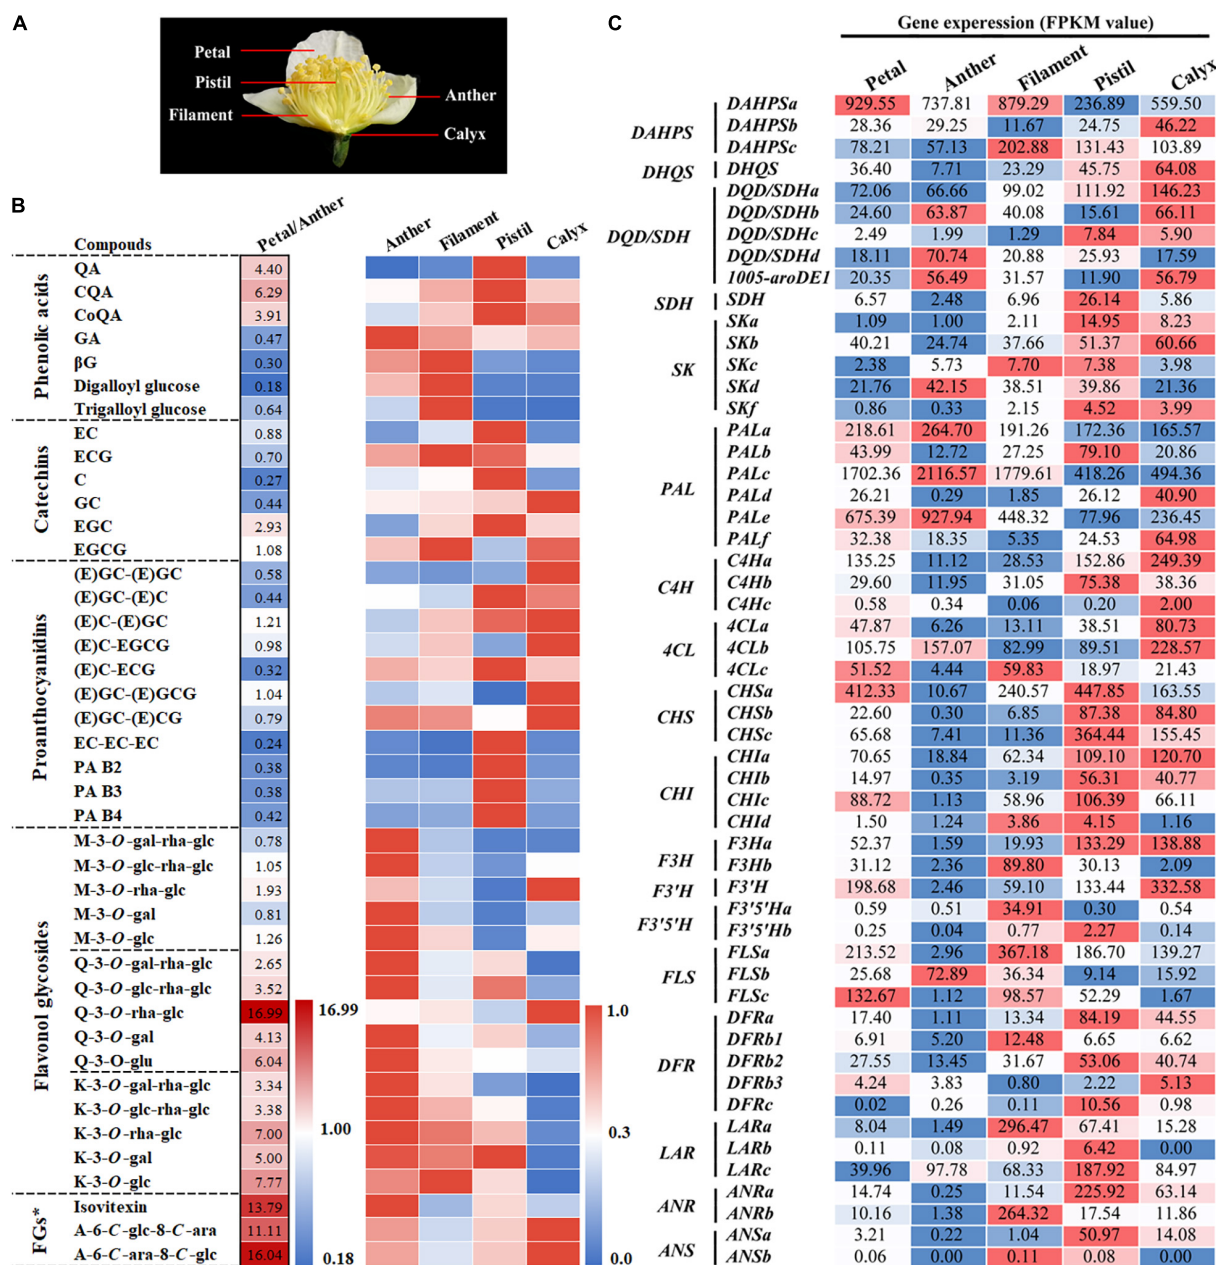 A
Petal
Pistil
Filament
Anther
Calyx
B
Compouds
Petal/Anther
Anther
Filament
Pistil
Calyx
Phenolic acids
QA 4.40
CQA 6.29
CoQA 3.91
GA 0.47
βG 0.30
Digalloyl glucose 0.18
Trigalloyl glucose 0.64
Catechins
EC 0.88
ECG 0.70
C 0.27
GC 0.44
EGC 2.93
EGCG 1.08
Proanthocyanidins
(E)GC-(E)GC 0.58
(E)GC-(E)C 0.44
(E)C-(E)GC 1.21
(E)C-EGCG 0.98
(E)C-ECG 0.32
(E)GC-(E)GCG 1.04
(E)GC-(E)CG 0.79
EC-EC-EC 0.24
PA B2 0.38
PA B3 0.38
PA B4 0.42
Flavonol glycosides
M-3-O-gal-rha-glc 0.78
M-3-O-glc-rha-glc 1.05
M-3-O-rha-glc 1.93
M-3-O-gal 0.81
M-3-O-glc 1.26
Q-3-O-gal-rha-glc 2.65
Q-3-O-glc-rha-glc 3.52
Q-3-O-rha-glc 16.99
Q-3-O-gal 4.13
Q-3-O-glu 6.04
K-3-O-gal-rha-glc 3.34
K-3-O-glc-rha-glc 3.38
K-3-O-rha-glc 7.00
K-3-O-gal 5.00
K-3-O-glc 7.77
FGs*
Isovitexin 13.79
A-6-C-glc-8-C-ara 11.11
A-6-C-ara-8-C-glc 16.04
16.99
1.00
0.18
1.0
0.3
0.0
C
Gene experession (FPKM value)
Petal
Anther
Filament
Pistil
Calyx
DAHPS
DAHPSa 929.55 737.81 879.29 236.89 559.50
DAHPSb 28.36 29.25 11.67 24.75 46.22
DAHPSc 78.21 57.13 202.88 131.43 103.89
DHQS
DHQS 36.40 7.71 23.29 45.75 64.08
DQD/SDH
DQD/SDHa 72.06 66.66 99.02 111.92 146.23
DQD/SDHb 24.60 63.87 40.08 15.61 66.11
DQD/SDHc 2.49 1.99 1.29 7.84 5.90
DQD/SDHd 18.11 70.74 20.88 25.93 17.59
1005-aroDE1 20.35 56.49 31.57 11.90 56.79
SDH
SDH 6.57 2.48 6.96 26.14 5.86
SK
SKa 1.09 1.00 2.11 14.95 8.23
SKb 40.21 24.74 37.66 51.37 60.66
SKc 2.38 5.73 7.70 7.38 3.98
SKd 21.76 42.15 38.51 39.86 21.36
SKf 0.86 0.33 2.15 4.52 3.99
PAL
PALa 218.61 264.70 191.26 172.36 165.57
PALb 43.99 12.72 27.25 79.10 20.86
PALc 1702.36 2116.57 1779.61 418.26 494.36
PALd 26.21 0.29 1.85 26.12 40.90
PALe 675.39 927.94 448.32 77.96 236.45
PALf 32.38 18.35 5.35 24.53 64.98
C4H
C4Ha 135.25 11.12 28.53 152.86 249.39
C4Hb 29.60 11.95 31.05 75.38 38.36
C4Hc 0.58 0.34 0.06 0.20 2.00
4CL
4CLa 47.87 6.26 13.11 38.51 80.73
4CLb 105.75 157.07 82.99 89.51 228.57
4CLc 51.52 4.44 59.83 18.97 21.43
CHS
CHSa 412.33 10.67 240.57 447.85 163.55
CHSb 22.60 0.30 6.85 87.38 84.80
CHSc 65.68 7.41 11.36 364.44 155.45
CHI
CHIa 70.65 18.84 62.34 109.10 120.70
CHIb 14.97 0.35 3.19 56.31 40.77
CHIc 88.72 1.13 58.96 106.39 66.11
CHId 1.50 1.24 3.86 4.15 1.16
F3H
F3Ha 52.37 1.59 19.93 133.29 138.88
F3Hb 31.12 2.36 89.80 30.13 2.09
F3'H
F3'H 198.68 2.46 59.10 133.44 332.58
F3'5'H
F3'5'Ha 0.59 0.51 34.91 0.30 0.54
F3'5'Hb 0.25 0.04 0.77 2.27 0.14
FLS
FLSa 213.52 2.96 367.18 186.70 139.27
FLSb 25.68 72.89 36.34 9.14 15.92
FLSc 132.67 1.12 98.57 52.29 1.67
DFR
DFRa 17.40 1.11 13.34 84.19 44.55
DFRb1 6.91 5.20 12.48 6.65 6.62
DFRb2 27.55 13.45 31.67 53.06 40.74
DFRb3 4.24 3.83 0.80 2.22 5.13
DFRc 0.02 0.26 0.11 10.56 0.98
LAR
LARa 8.04 1.49 296.47 67.41 15.28
LARb 0.11 0.08 0.92 6.42 0.00
LARc 39.96 97.78 68.33 187.92 84.97
ANR
ANRa 14.74 0.25 11.54 225.92 63.14
ANRb 10.16 1.38 264.32 17.54 11.86
ANS
ANSa 3.21 0.22 1.04 50.97 14.08
ANSb 0.06 0.00 0.11 0.08 0.00